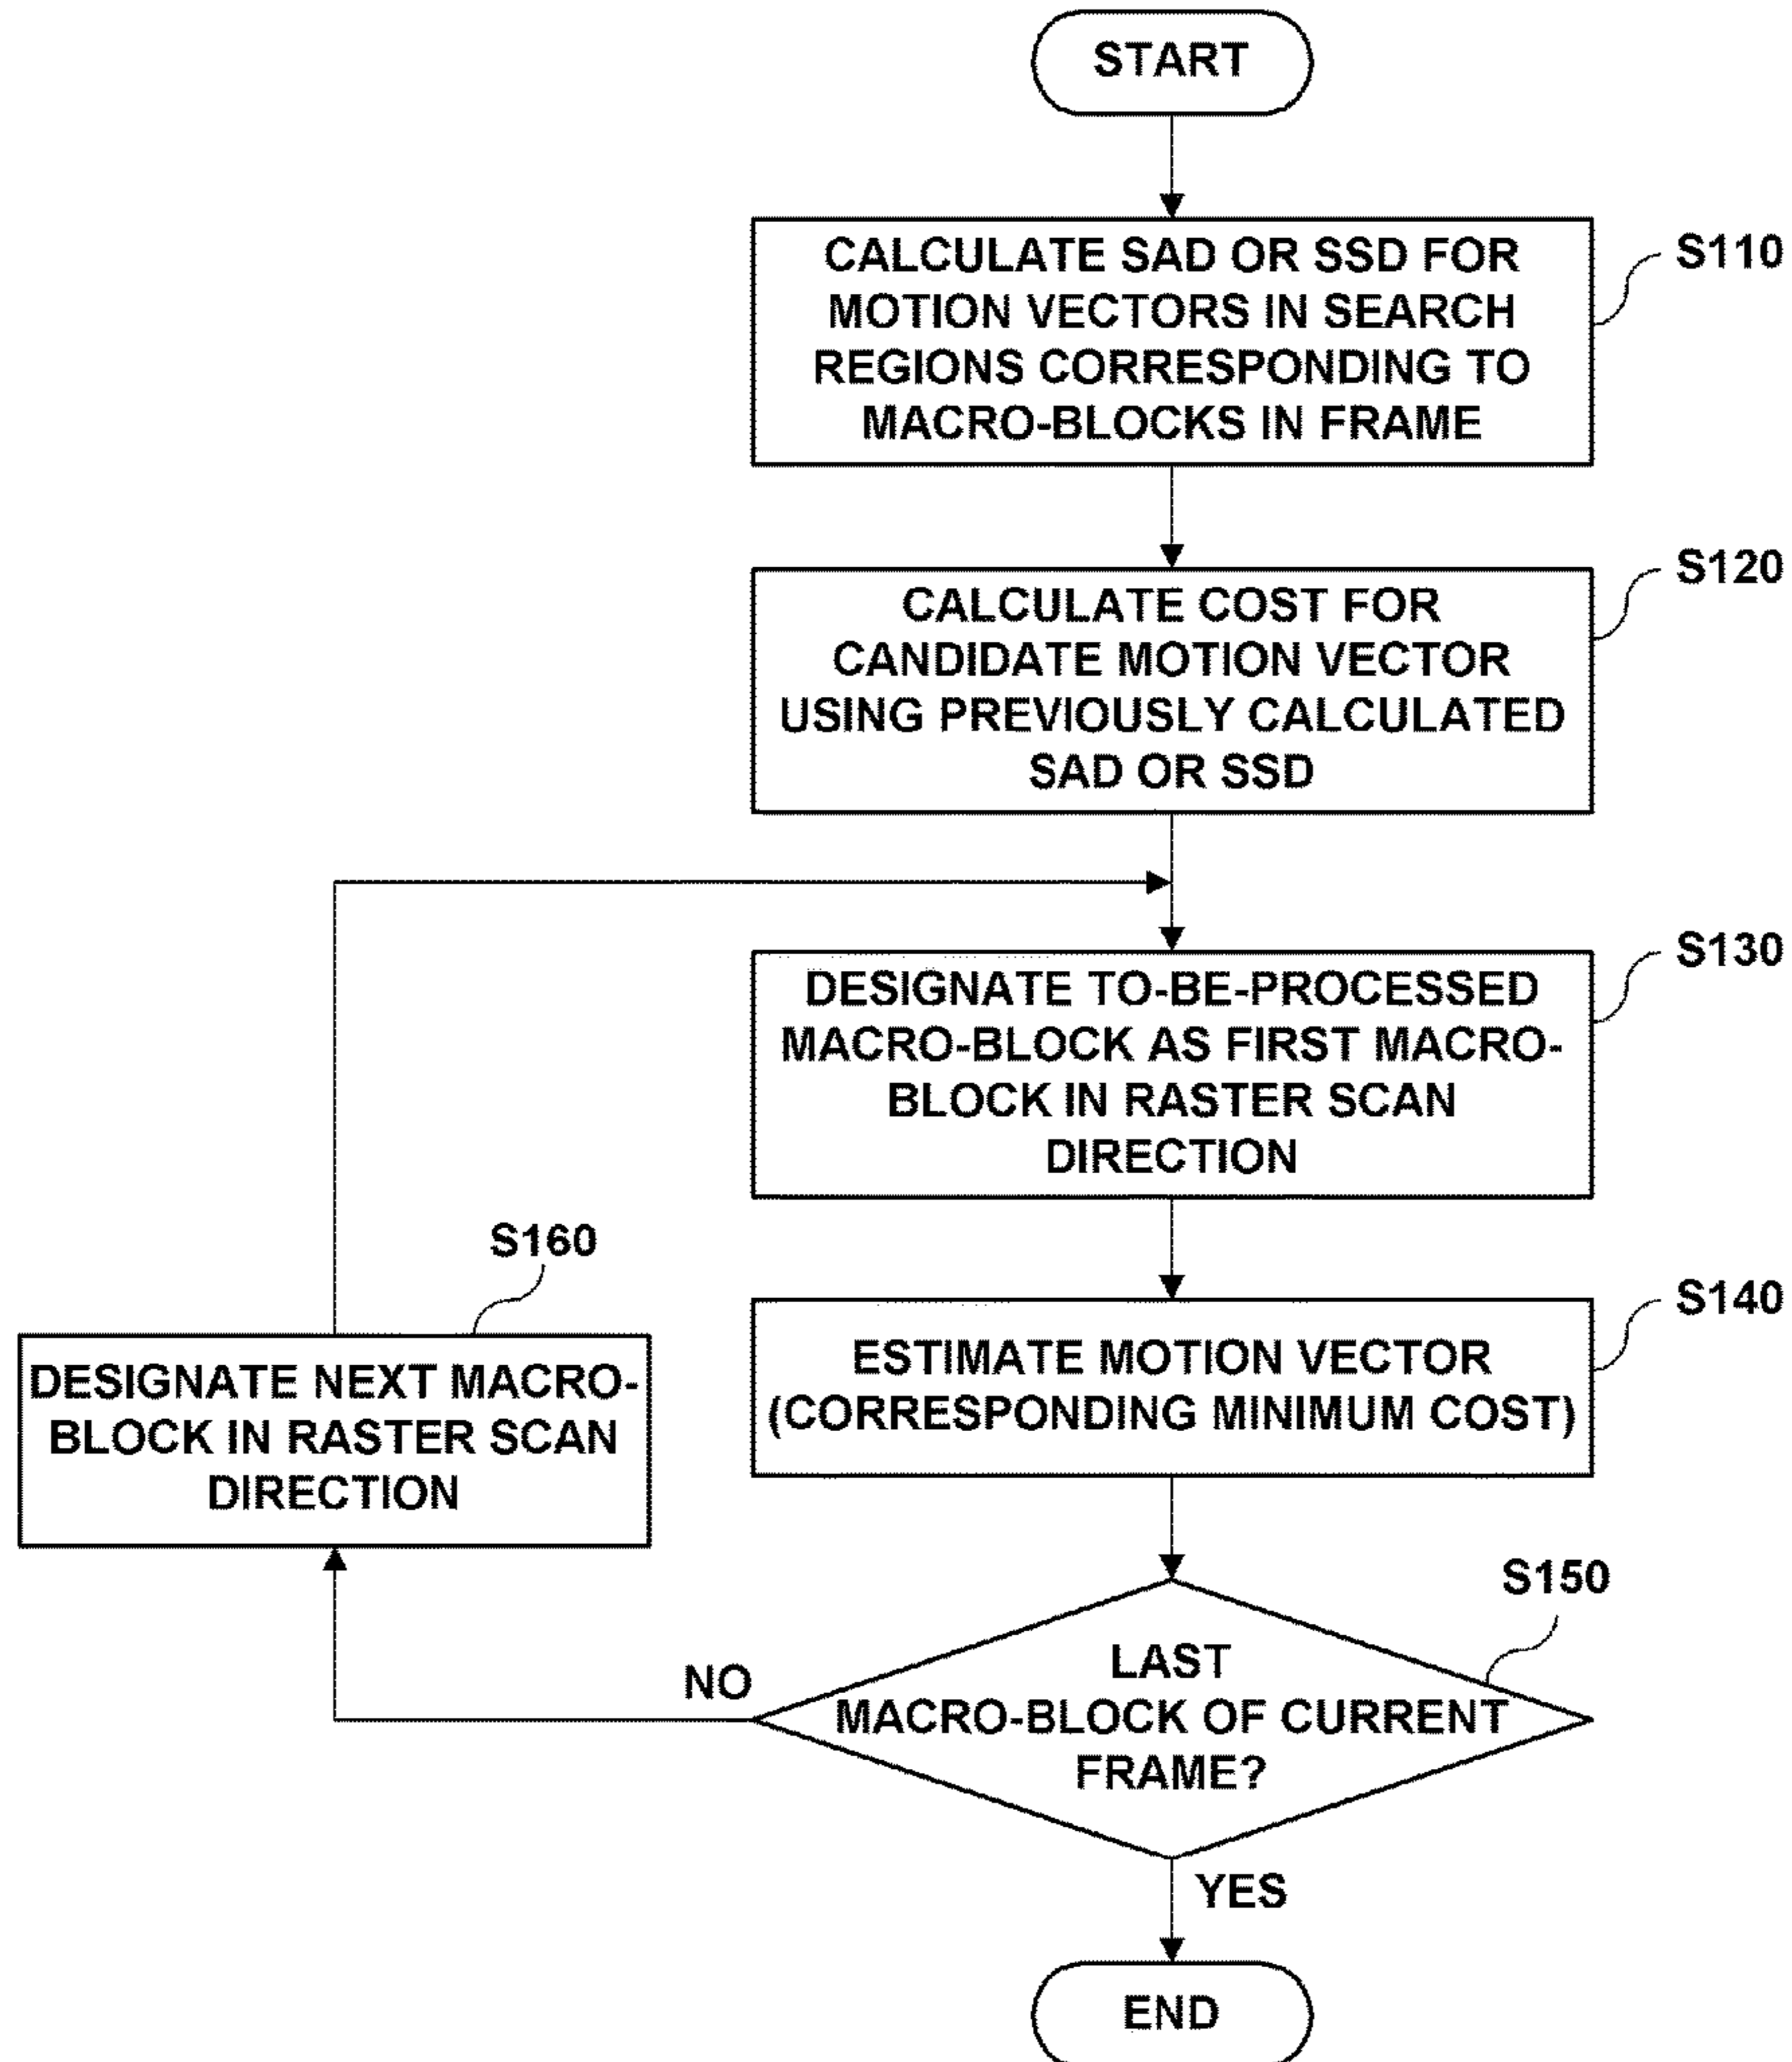 START
CALCULATE SAD OR SSD FOR
MOTION VECTORS IN SEARCH
REGIONS CORRESPONDING TO
MACRO-BLOCKS IN FRAME
S110
CALCULATE COST FOR
CANDIDATE MOTION VECTOR
USING PREVIOUSLY CALCULATED
SAD OR SSD
S120
DESIGNATE TO-BE-PROCESSED
MACRO-BLOCK AS FIRST MACRO-
BLOCK IN RASTER SCAN
DIRECTION
S130
ESTIMATE MOTION VECTOR
(CORRESPONDING MINIMUM COST)
S140
LAST
MACRO-BLOCK OF CURRENT
FRAME?
S150
NO
S160
DESIGNATE NEXT MACRO-
BLOCK IN RASTER SCAN
DIRECTION
YES
END